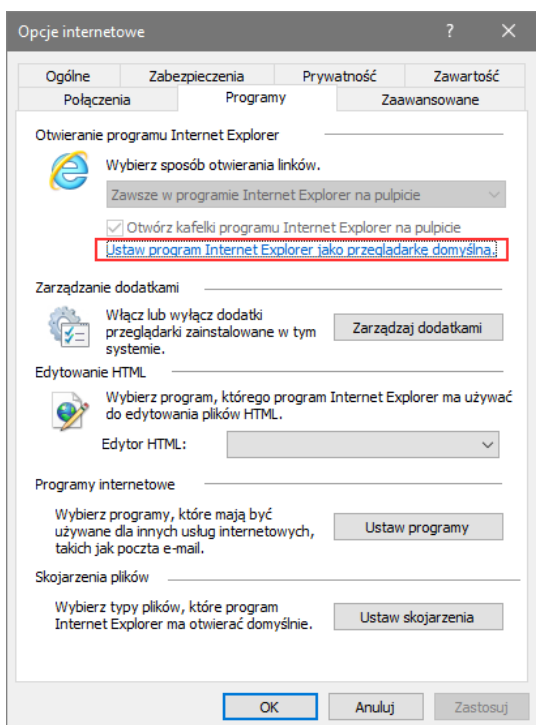 Opcje internetowe
Ogólne Zabezpieczenia Prywatność Zawartość
Połączenia Programy Zaawansowane
Otwieranie programu Internet Explorer
Wybierz sposób otwierania linków.
Zawsze w programie Internet Explorer na pulpicie
Otwórz kafelki programu Internet Explorer na pulpicie
Ustaw program Internet Explorer jako przeglądarkę domyślną.
Zarządzanie dodatkami
Włącz lub wyłącz dodatki
przeglądarki zainstalowane w tym
systemie.
Zarządzaj dodatkami
Edytowanie HTML
Wybierz program, którego program Internet Explorer ma używać
do edytowania plików HTML.
Edytor HTML:
Programy internetowe
Wybierz programy, które mają być
używane dla innych usług internetowych,
takich jak poczta e-mail.
Ustaw programy
Skojarzenia plików
Wybierz typy plików, które program
Internet Explorer ma otwierać domyślnie.
Ustaw skojarzenia
OK Anuluj Zastosuj